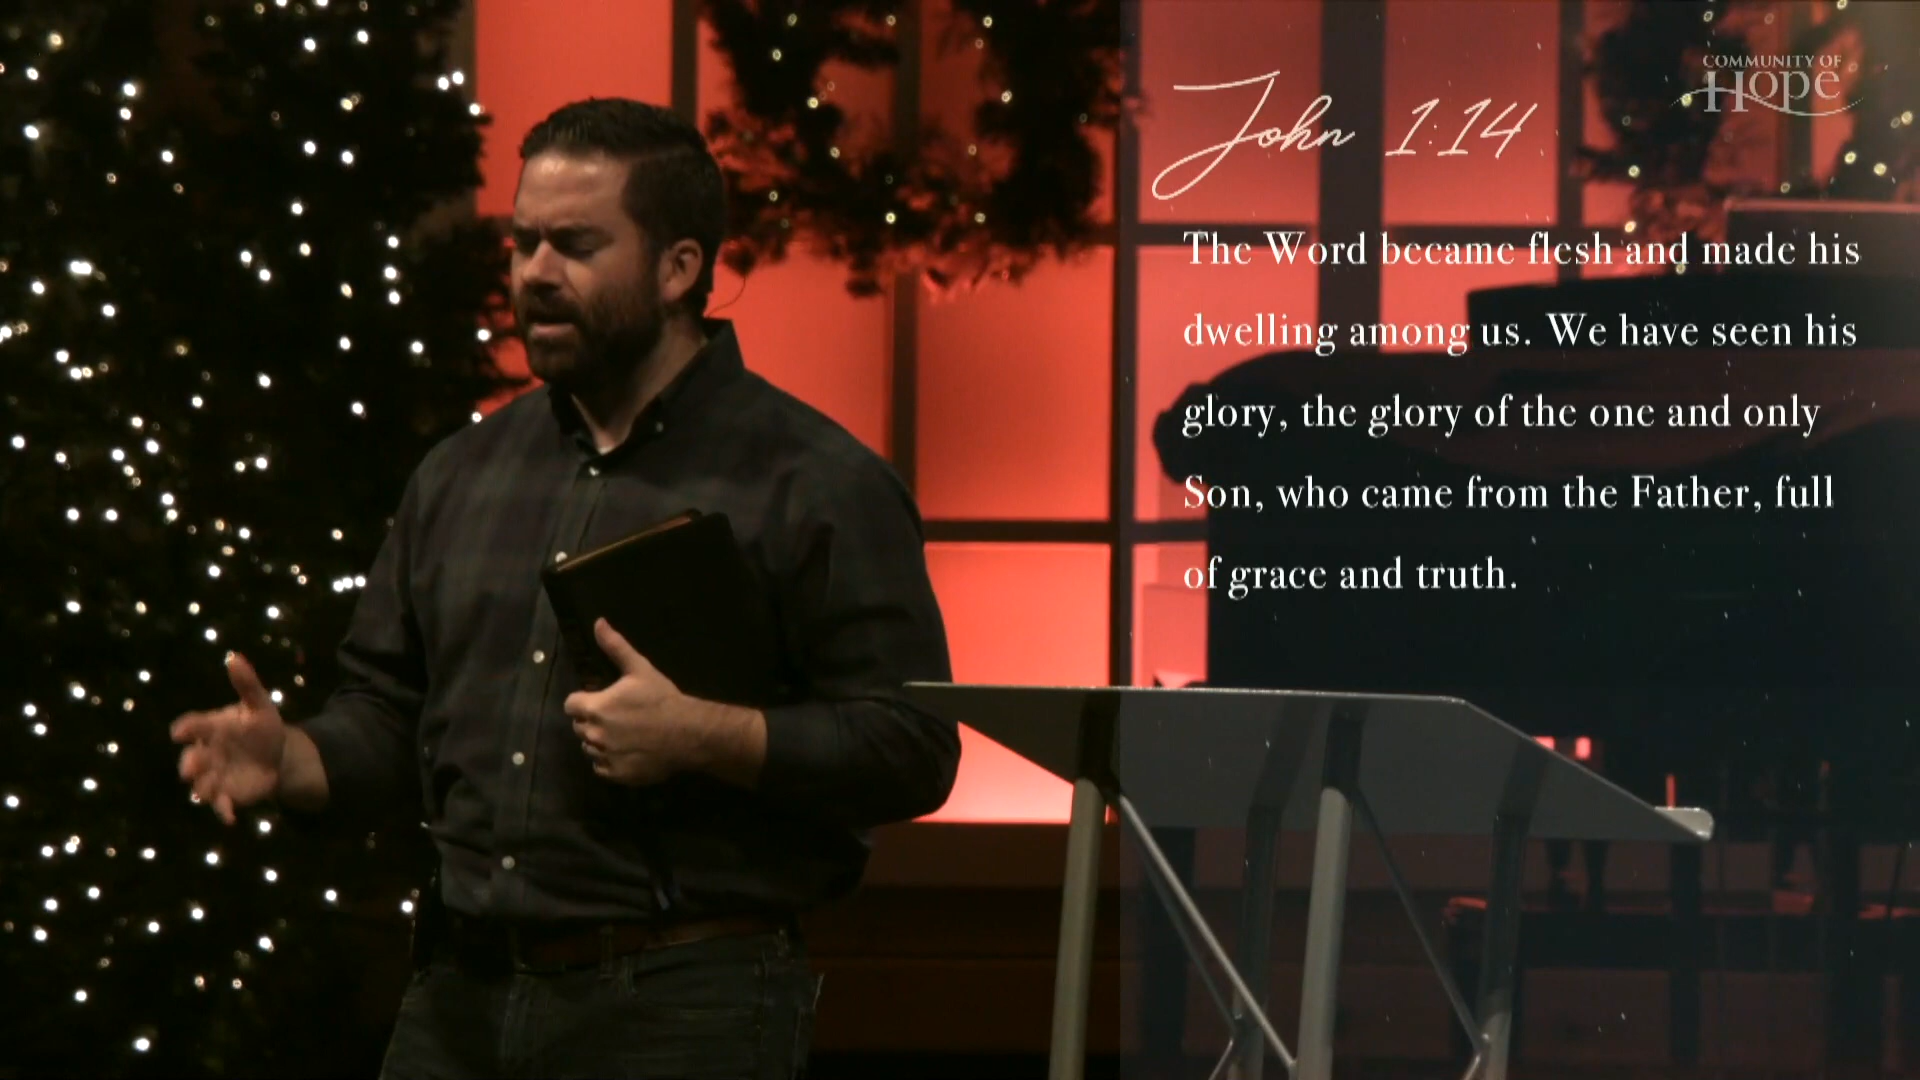 COMMUNITY OF
Hope
John 1:14
The Word became flesh and made his
dwelling among us. We have seen his
glory, the glory of the one and only
Son, who came from the Father, full
of grace and truth.